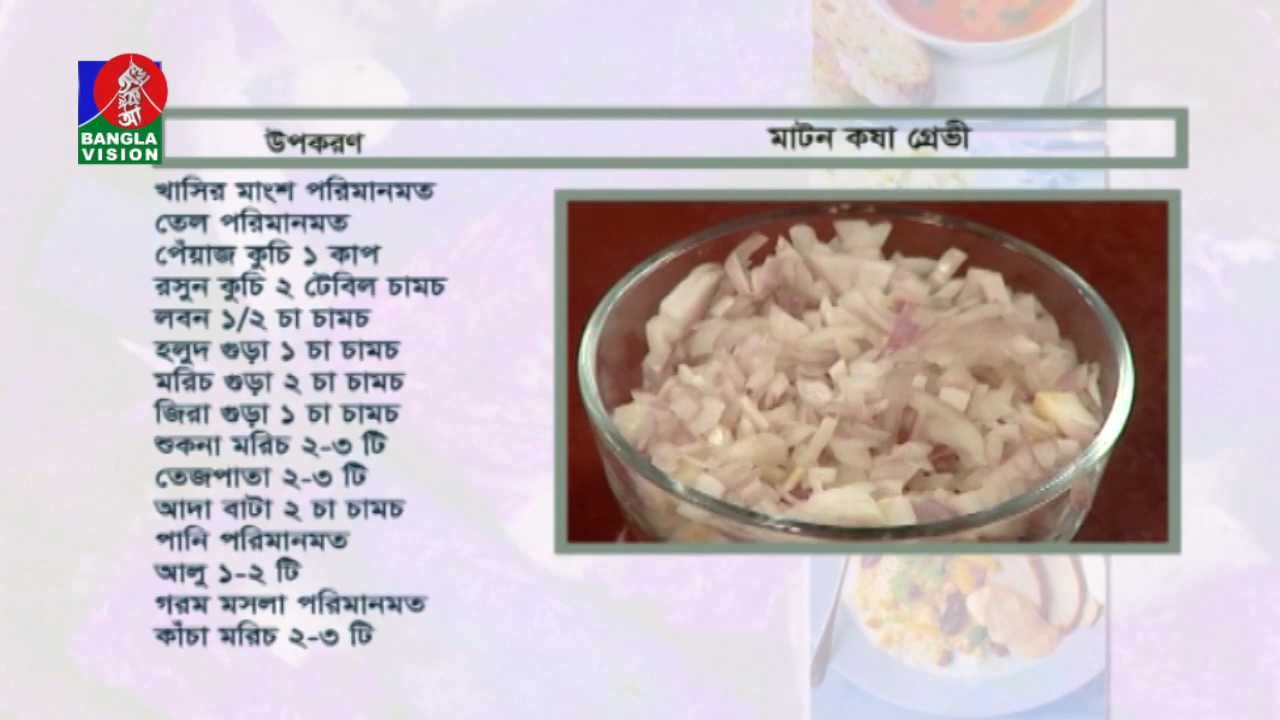 BANGLA
VISION
উপকরণ
মাটন কষা গ্রেভী
খাসির মাংশ পরিমানমত
তেল পরিমানমত
পেঁয়াজ কুচি ১ কাপ
রসুন কুচি ২ টেবিল চামচ
লবন ১/২ চা চামচ
হলুদ গুড়া ১ চা চামচ
মরিচ গুড়া ২ চা চামচ
জিরা গুড়া ১ চা চামচ
শুকনা মরিচ ২-৩ টি
তেজপাতা ২-৩ টি
আদা বাটা ২ চা চামচ
পানি পরিমানমত
আলু ১-২ টি
গরম মসলা পরিমানমত
কাঁচা মরিচ ২-৩ টি